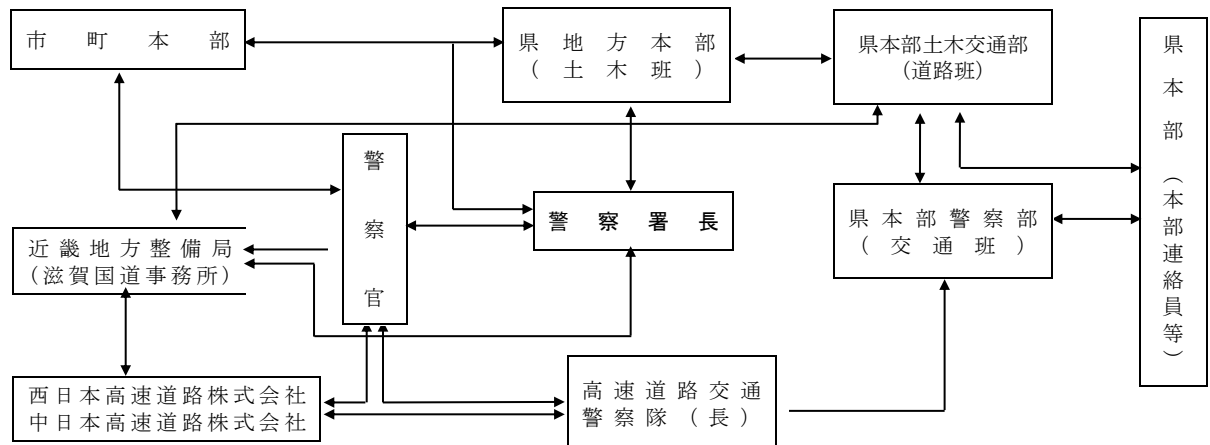 市町本部
県地方本部
(土木班)
県本部土木交通部
(道路班)
県本部(本部連絡員等)
警察官
警察署長
県本部警察部
(交通班)
近畿地方整備局
(滋賀国道事務所)
西日本高速道路株式会社
中日本高速道路株式会社
高速道路交通
警察隊(長)